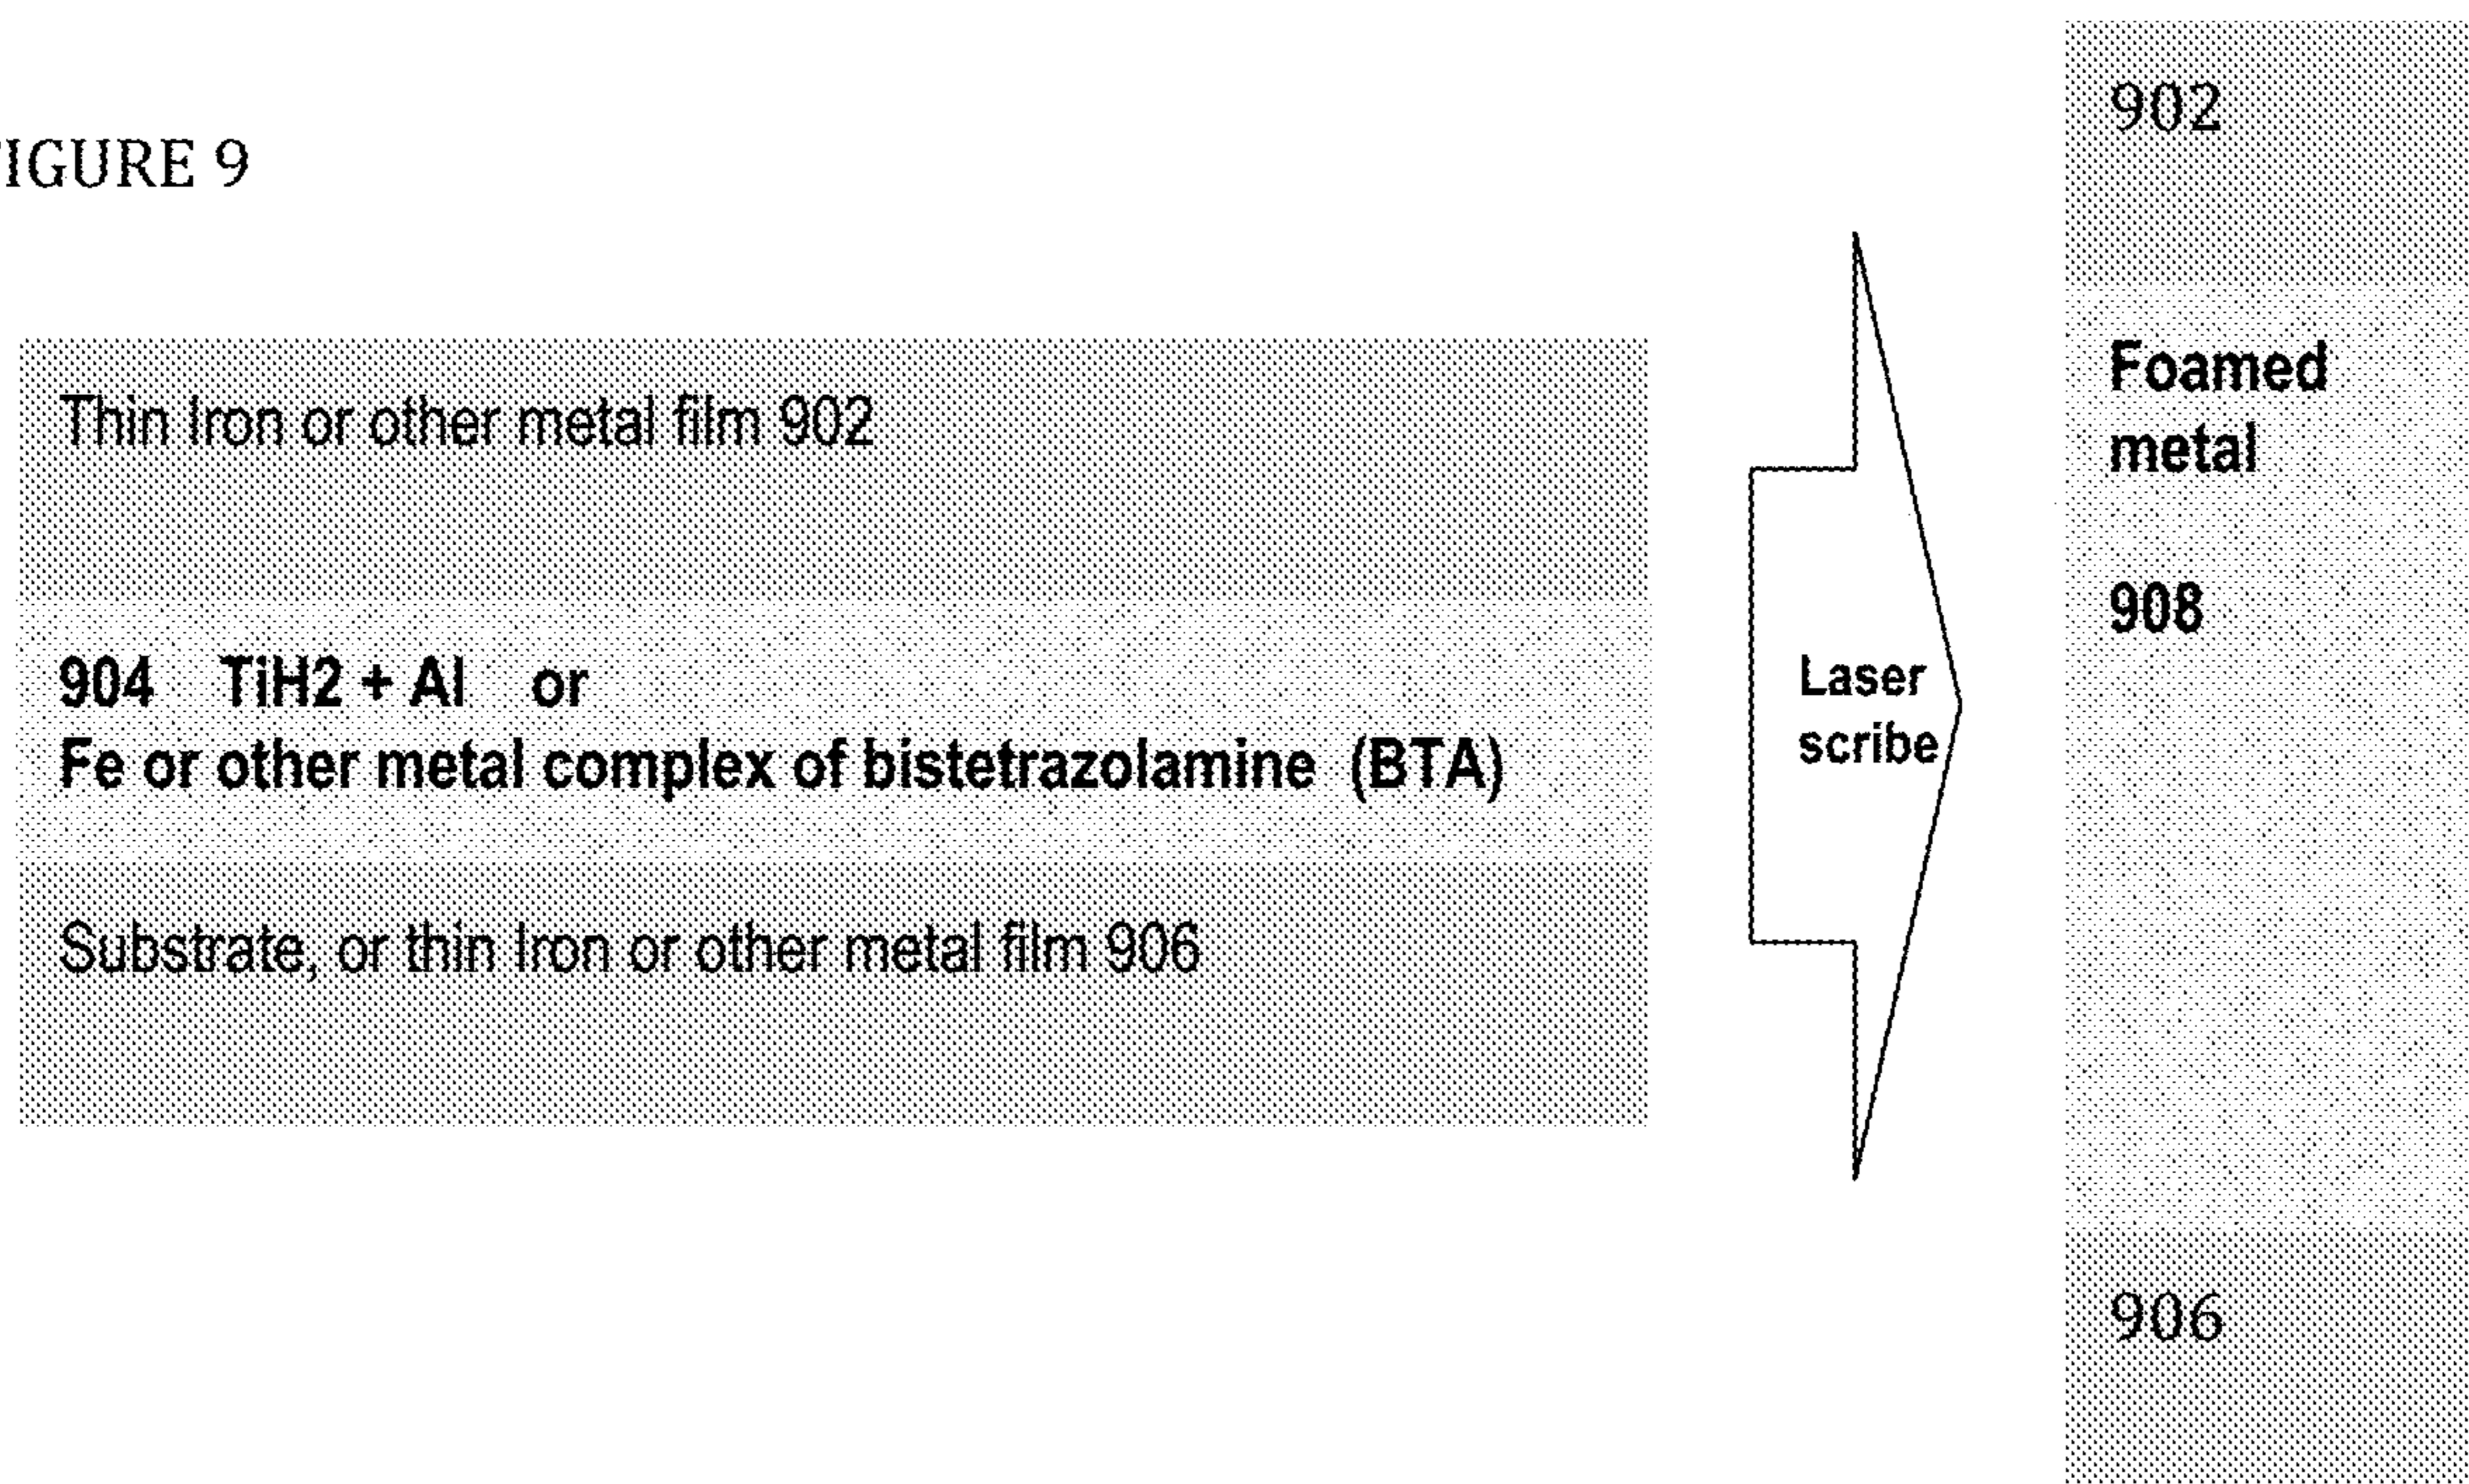 IGURE 9
Thin Iron or other metal film 902
904 TiH2 + Al or
Fe or other metal complex of bistetrazolamine (BTA)
Substrate, or thin Iron or other metal film 906
Laser
scribe
902
Foamed
metal
908
906